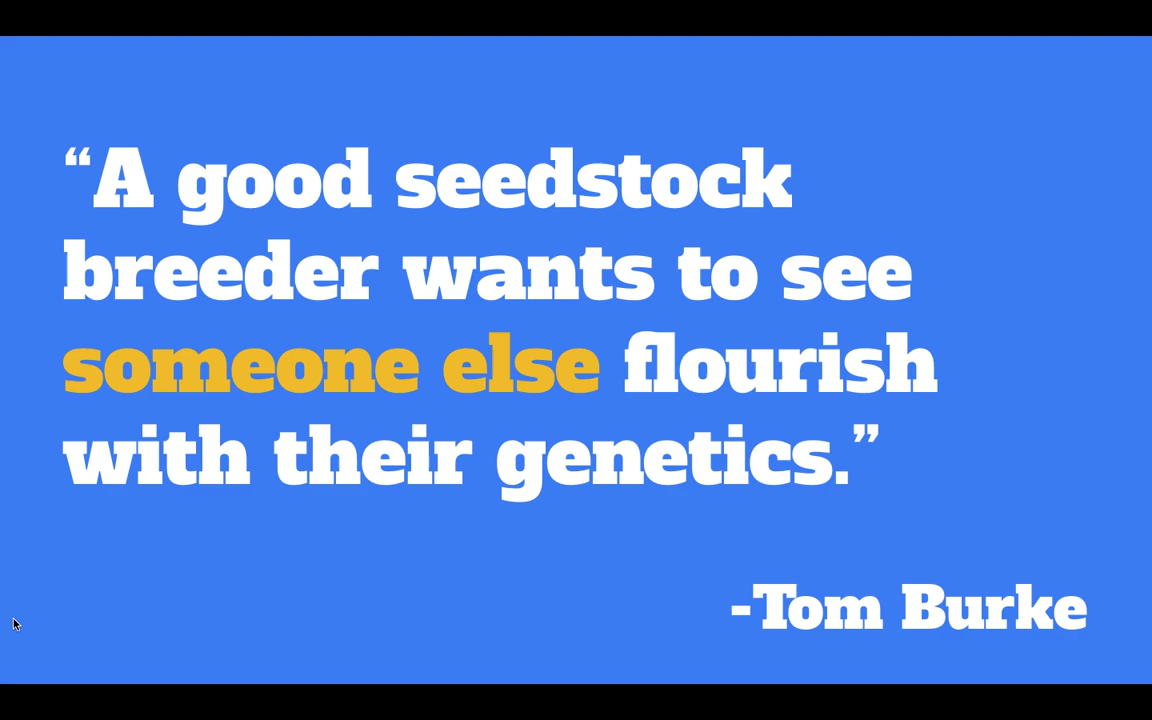 “A good seedstock
breeder wants to see
someone else flourish
with their genetics.”
-Tom Burke